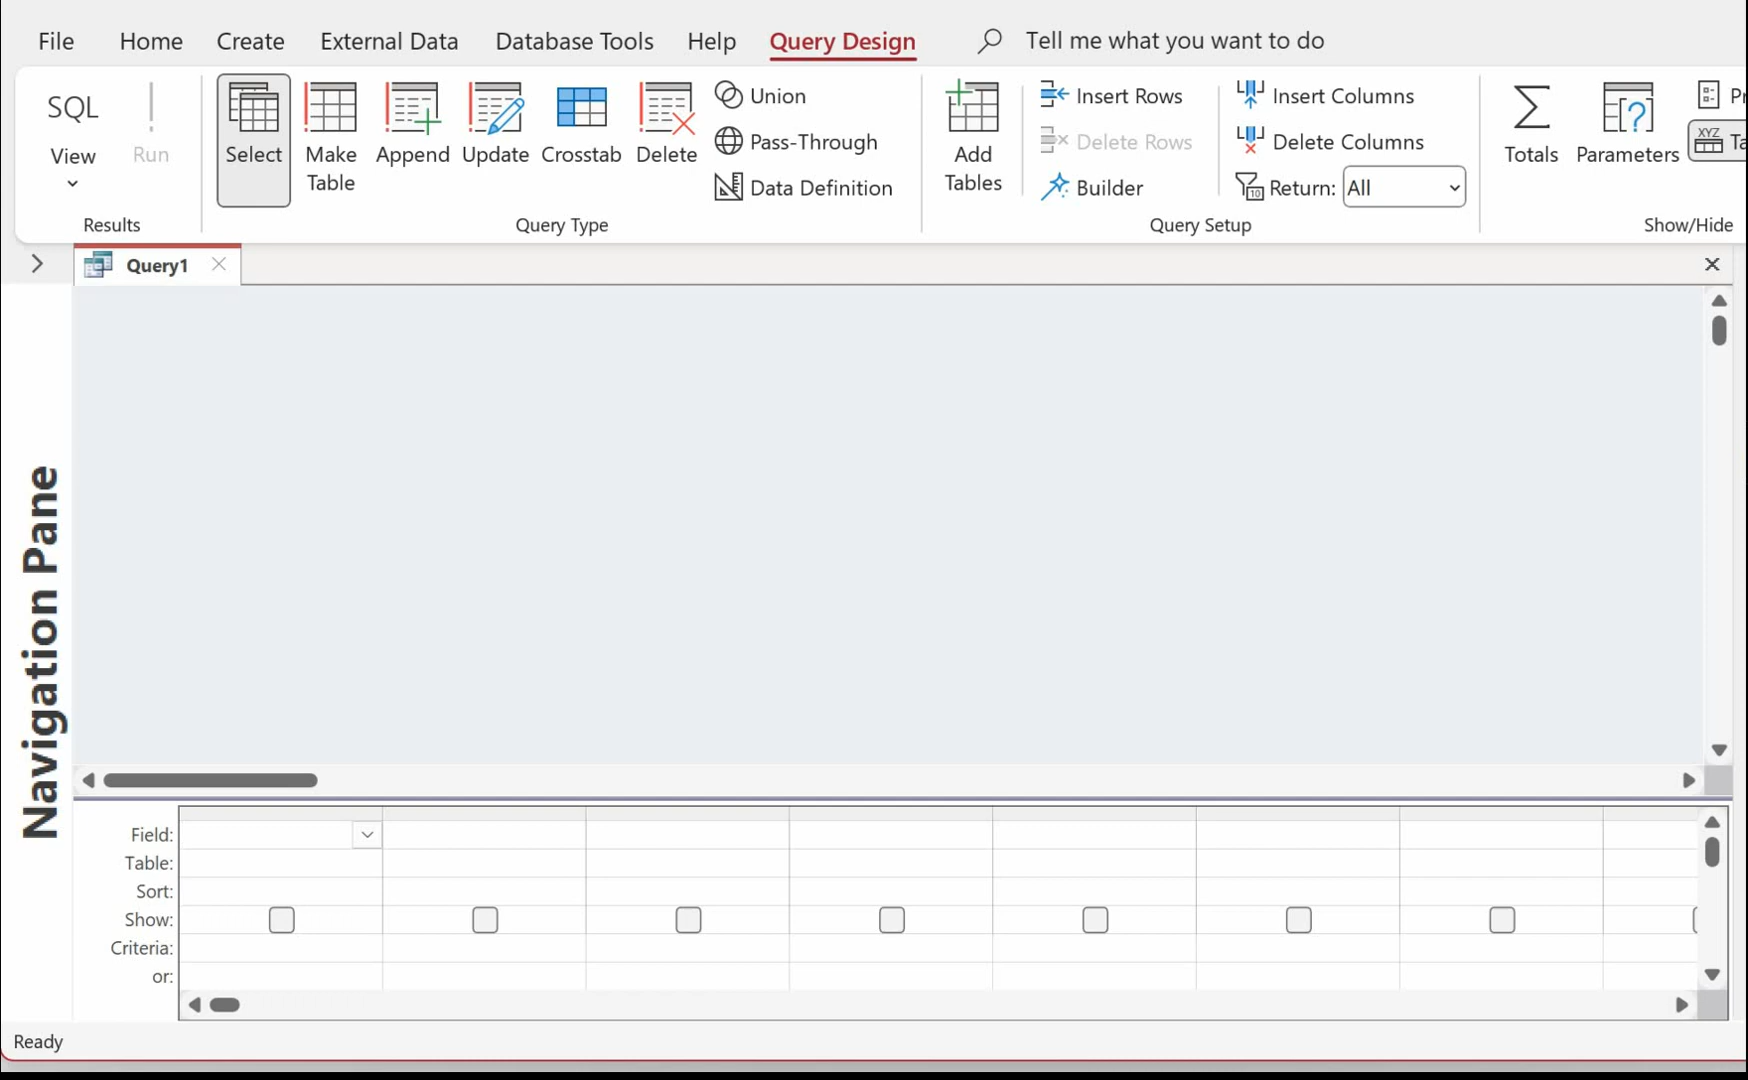 File Home Create External Data Database Tools Help Query Design Tell me what you want to do
SQL
View
Run
Results
Select
Make
Table
Append
Update
Crosstab
Delete
Union
Pass-Through
Data Definition
Query Type
Add
Tables
Insert Rows
Delete Rows
Builder
Insert Columns
Delete Columns
10 Return: All
Query Setup
Totals
[?]
Parameters
XYZ
Show/Hide
Query1
Navigation Pane
Field:
Table:
Sort:
Show:
Criteria:
or:
Ready